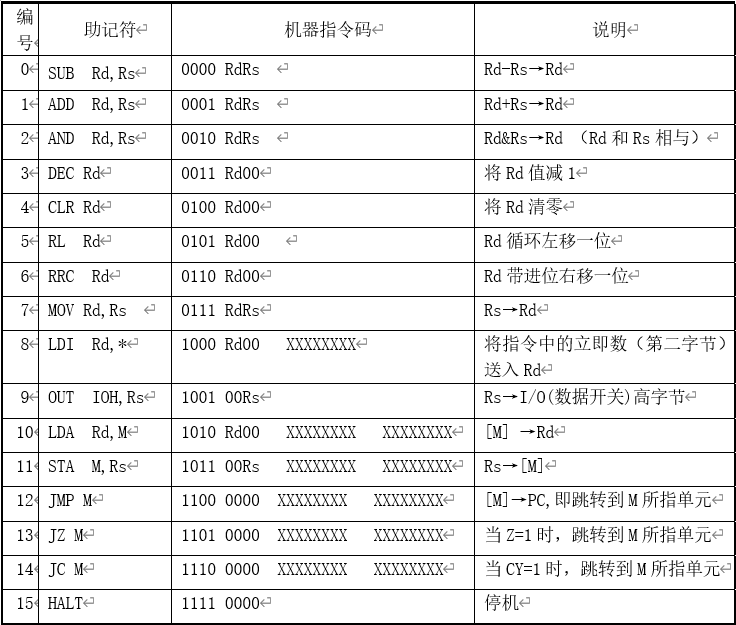 编号 助记符 机器指令码 说明
0 SUB Rd,Rs 0000 RdRs Rd-Rs→Rd
1 ADD Rd,Rs 0001 RdRs Rd+Rs→Rd
2 AND Rd,Rs 0010 RdRs Rd&Rs→Rd （Rd 和 Rs 相与）
3 DEC Rd 0011 Rd00 将 Rd 值减 1
4 CLR Rd 0100 Rd00 将 Rd 清零
5 RL Rd 0101 Rd00 Rd 循环左移一位
6 RRC Rd 0110 Rd00 Rd 带进位右移一位
7 MOV Rd,Rs 0111 RdRs Rs→Rd
8 LDI Rd,* 1000 Rd00 XXXXXXXX 将指令中的立即数（第二字节）
送入 Rd
9 OUT IOH,Rs 1001 00Rs Rs→I/O(数据开关)高字节
10 LDA Rd,M 1010 Rd00 XXXXXXXX XXXXXXXX [M] →Rd
11 STA M,Rs 1011 00Rs XXXXXXXX XXXXXXXX Rs→[M]
12 JMP M 1100 0000 XXXXXXXX XXXXXXXX [M]→PC,即跳转到 M 所指单元
13 JZ M 1101 0000 XXXXXXXX XXXXXXXX 当 Z=1 时，跳转到 M 所指单元
14 JC M 1110 0000 XXXXXXXX XXXXXXXX 当 CY=1 时，跳转到 M 所指单元
15 HALT 1111 0000 停机